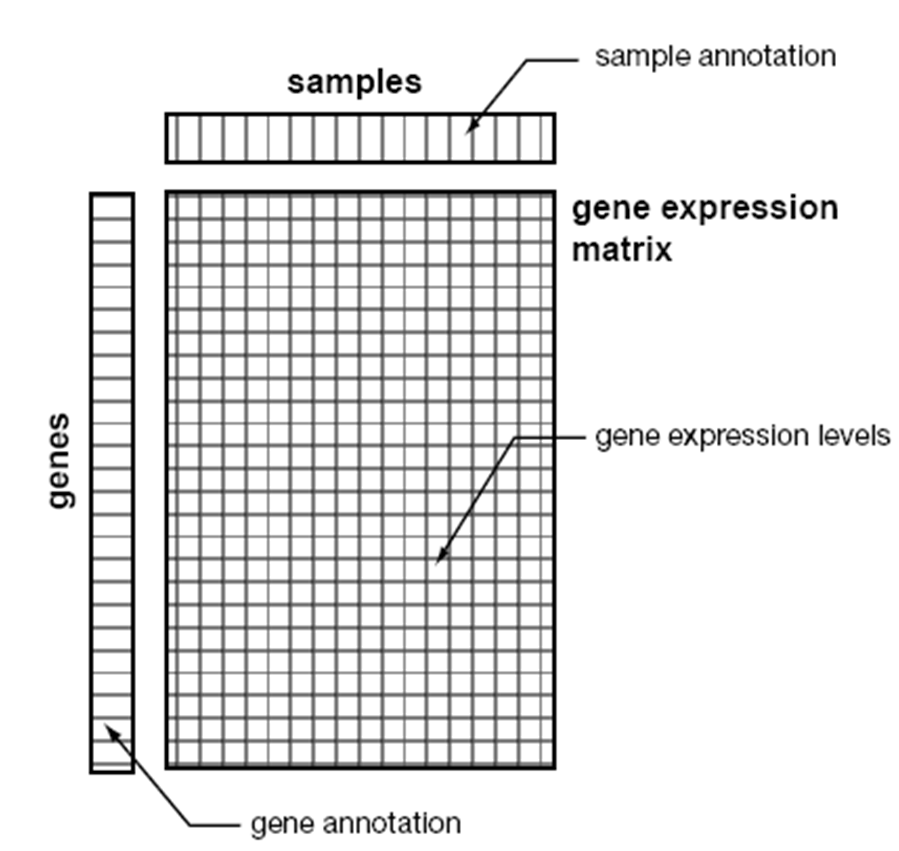 sample annotation
samples
gene expression
matrix
gene expression levels
genes
gene annotation